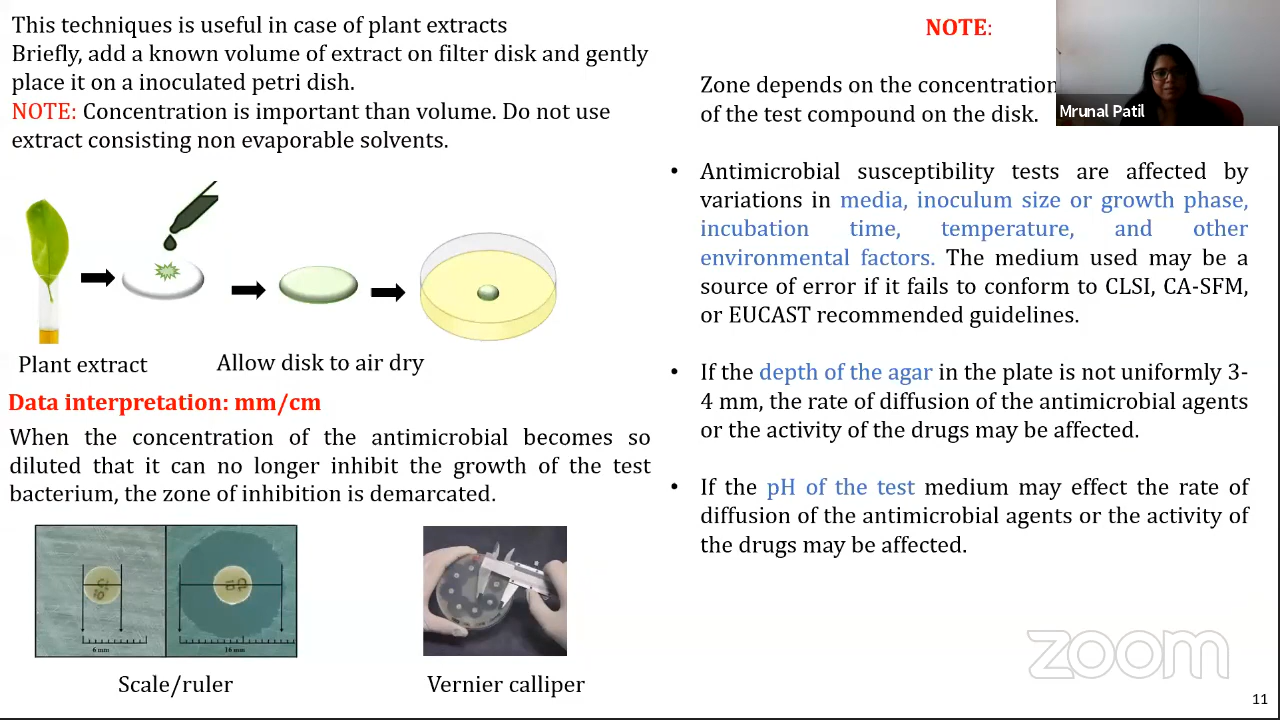 This techniques is useful in case of plant extracts
Briefly, add a known volume of extract on filter disk and gently
place it on a inoculated petri dish.
NOTE: Concentration is important than volume. Do not use
extract consisting non evaporable solvents.
Plant extract
Allow disk to air dry
Data interpretation: mm/cm
When the concentration of the antimicrobial becomes so
diluted that it can no longer inhibit the growth of the test
bacterium, the zone of inhibition is demarcated.
6 mm
16 mm
Scale/ruler
Vernier calliper
NOTE:
Mrunal Patil
Zone depends on the concentration
of the test compound on the disk.
• Antimicrobial susceptibility tests are affected by
variations in media, inoculum size or growth phase,
incubation time, temperature, and other
environmental factors. The medium used may be a
source of error if it fails to conform to CLSI, CA-SFM,
or EUCAST recommended guidelines.
• If the depth of the agar in the plate is not uniformly 3-
4 mm, the rate of diffusion of the antimicrobial agents
or the activity of the drugs may be affected.
• If the pH of the test medium may effect the rate of
diffusion of the antimicrobial agents or the activity of
the drugs may be affected.
zoom
11